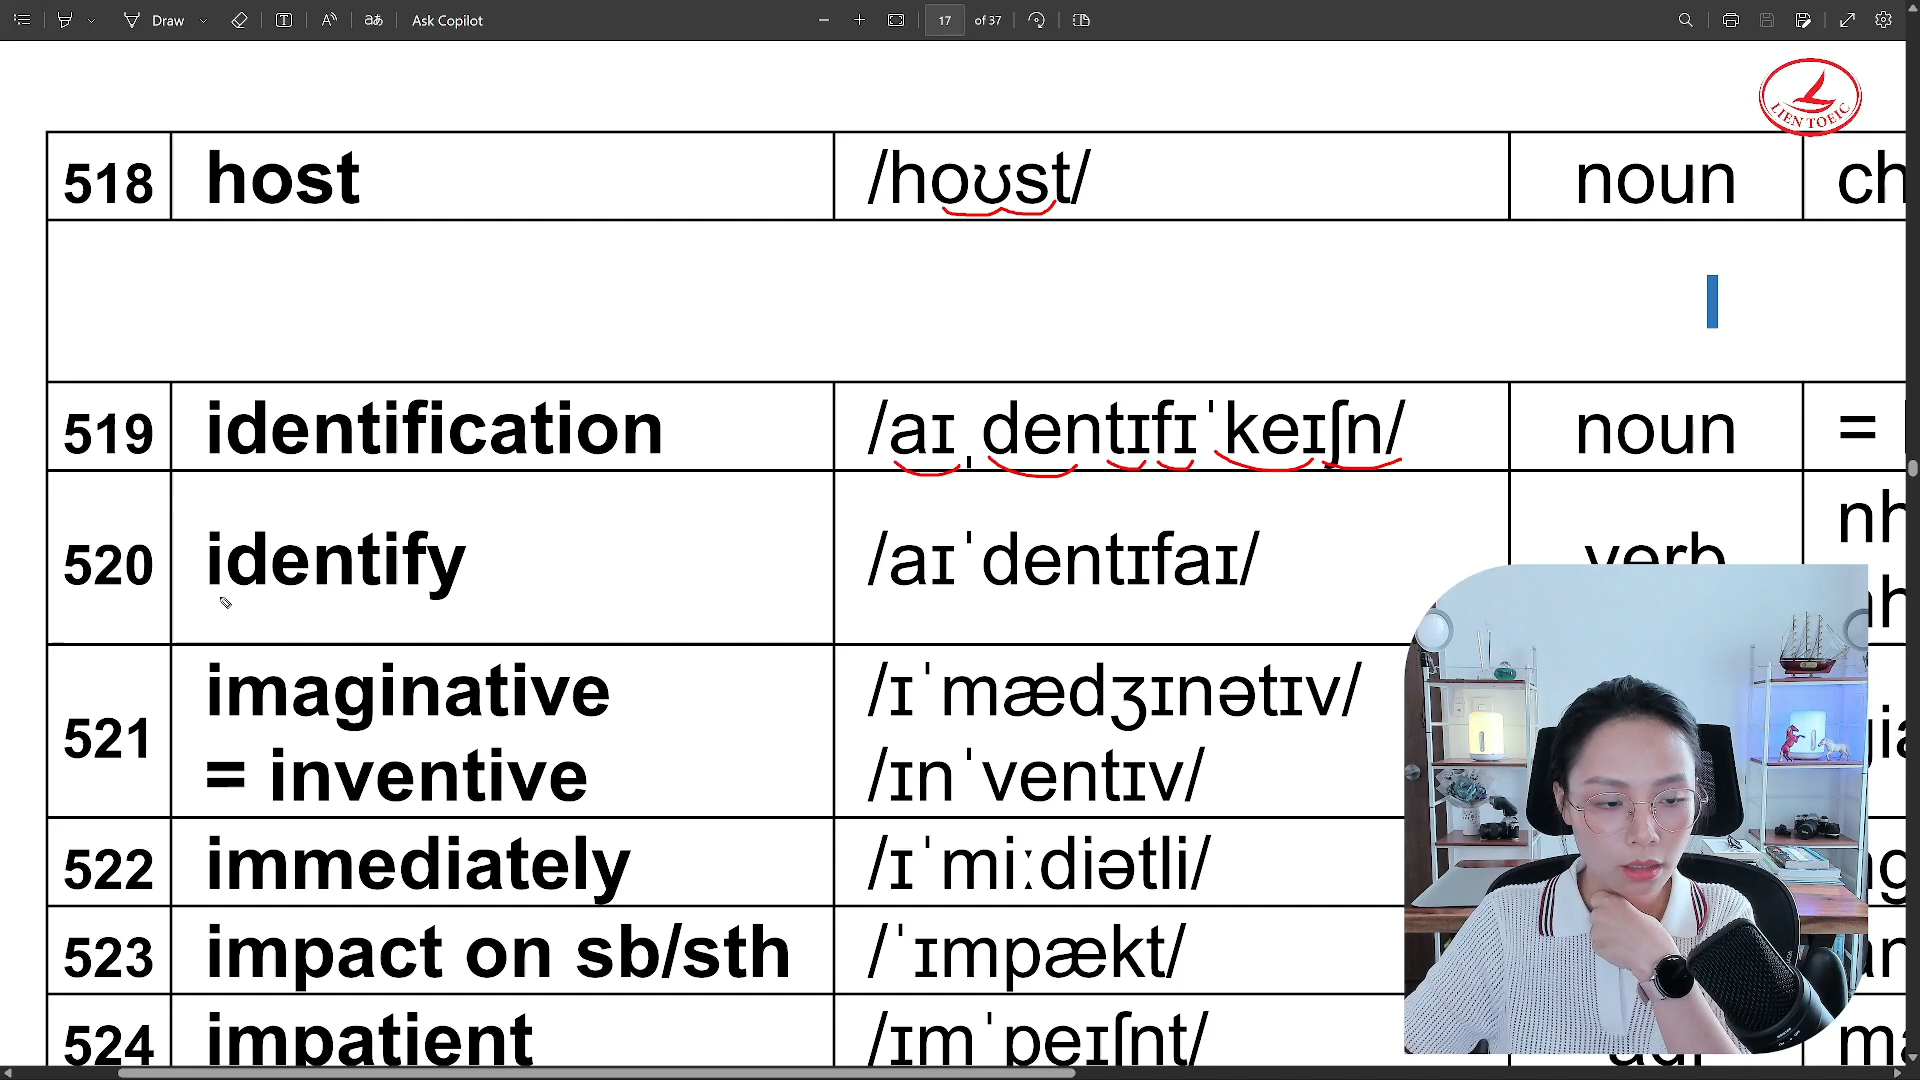 Draw
Ask Copilot
17 of 37
LIEN TOEIC
518 host /hoʊst/ noun ch
I
519 identification /aɪˌdentɪfɪˈkeɪʃn/ noun =
520 identify /aɪˈdentɪfaɪ/ verb nh
521 imaginative /ɪˈmædʒɪnətɪv/
= inventive /ɪnˈventɪv/
522 immediately /ɪˈmiːdiətli/
523 impact on sb/sth /ˈɪmpækt/
524 impatient /ɪmˈpeɪʃnt/ adj